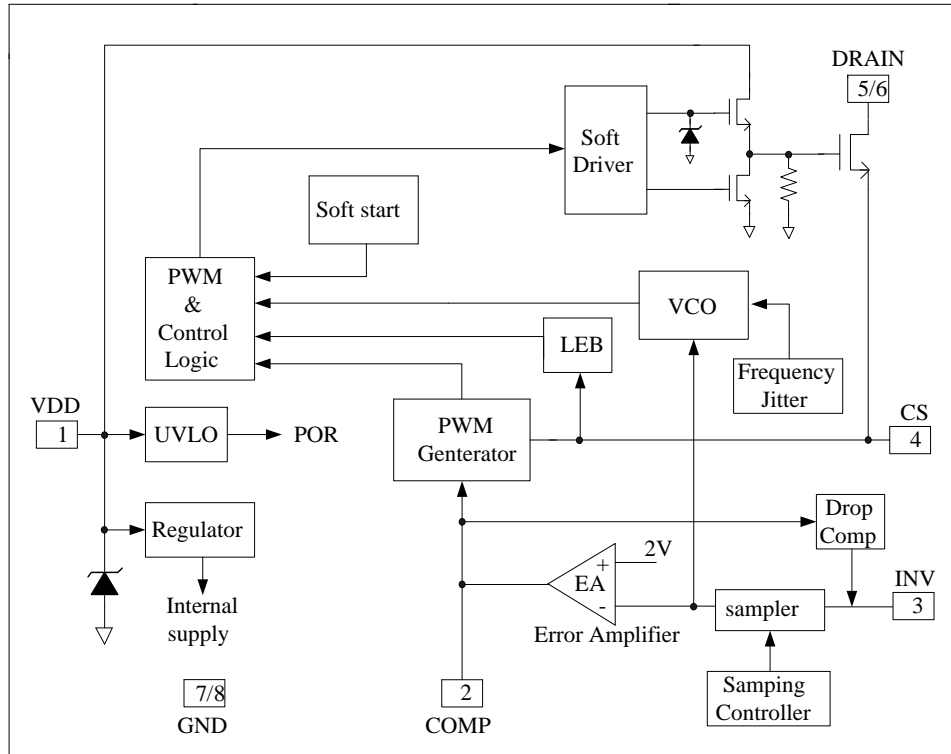 DRAIN
5/6
Soft
Driver
Soft start
PWM
&
Control
Logic
VCO
LEB
Frequency
Jitter
VDD
1
UVLO
POR
PWM
Genterator
CS
4
Regulator
Drop
Comp
2V
+
EA
-
INV
3
sampler
Internal
supply
Error Amplifier
7/8
GND
2
COMP
Samping
Controller